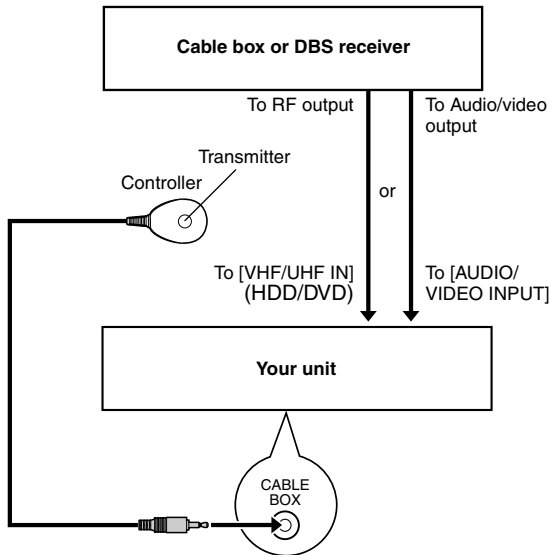 Cable box or DBS receiver
To RF output
To Audio/video
output
Transmitter
Controller
or
To [VHF/UHF IN]
(HDD/DVD)
To [AUDIO/
VIDEO INPUT]
Your unit
CABLE
BOX